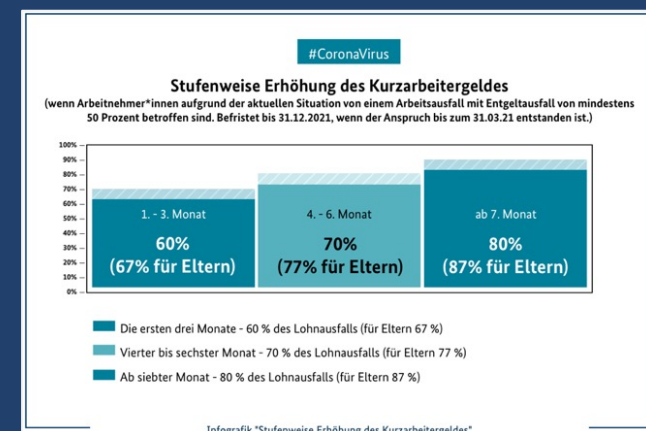 #CoronaVirus
Stufenweise Erhöhung des Kurzarbeitergeldes
(wenn Arbeitnehmer*innen aufgrund der aktuellen Situation von einem Arbeitsausfall mit Entgeltausfall von mindestens
50 Prozent betroffen sind. Befristet bis 31.12.2021, wenn der Anspruch bis zum 31.03.21 entstanden ist.)
100%
90%
80%
70%
60%
50%
40%
30%
20%
10%
0%
1. - 3. Monat
60%
(67% für Eltern)
4. - 6. Monat
70%
(77% für Eltern)
ab 7. Monat
80%
(87% für Eltern)
Die ersten drei Monate - 60 % des Lohnausfalls (für Eltern 67 %)
Vierter bis sechster Monat - 70 % des Lohnausfalls (für Eltern 77 %)
Ab siebter Monat - 80 % des Lohnausfalls (für Eltern 87 %)
Infografik "Stufenweise Erhöhung des Kurzarbeitergeldes"